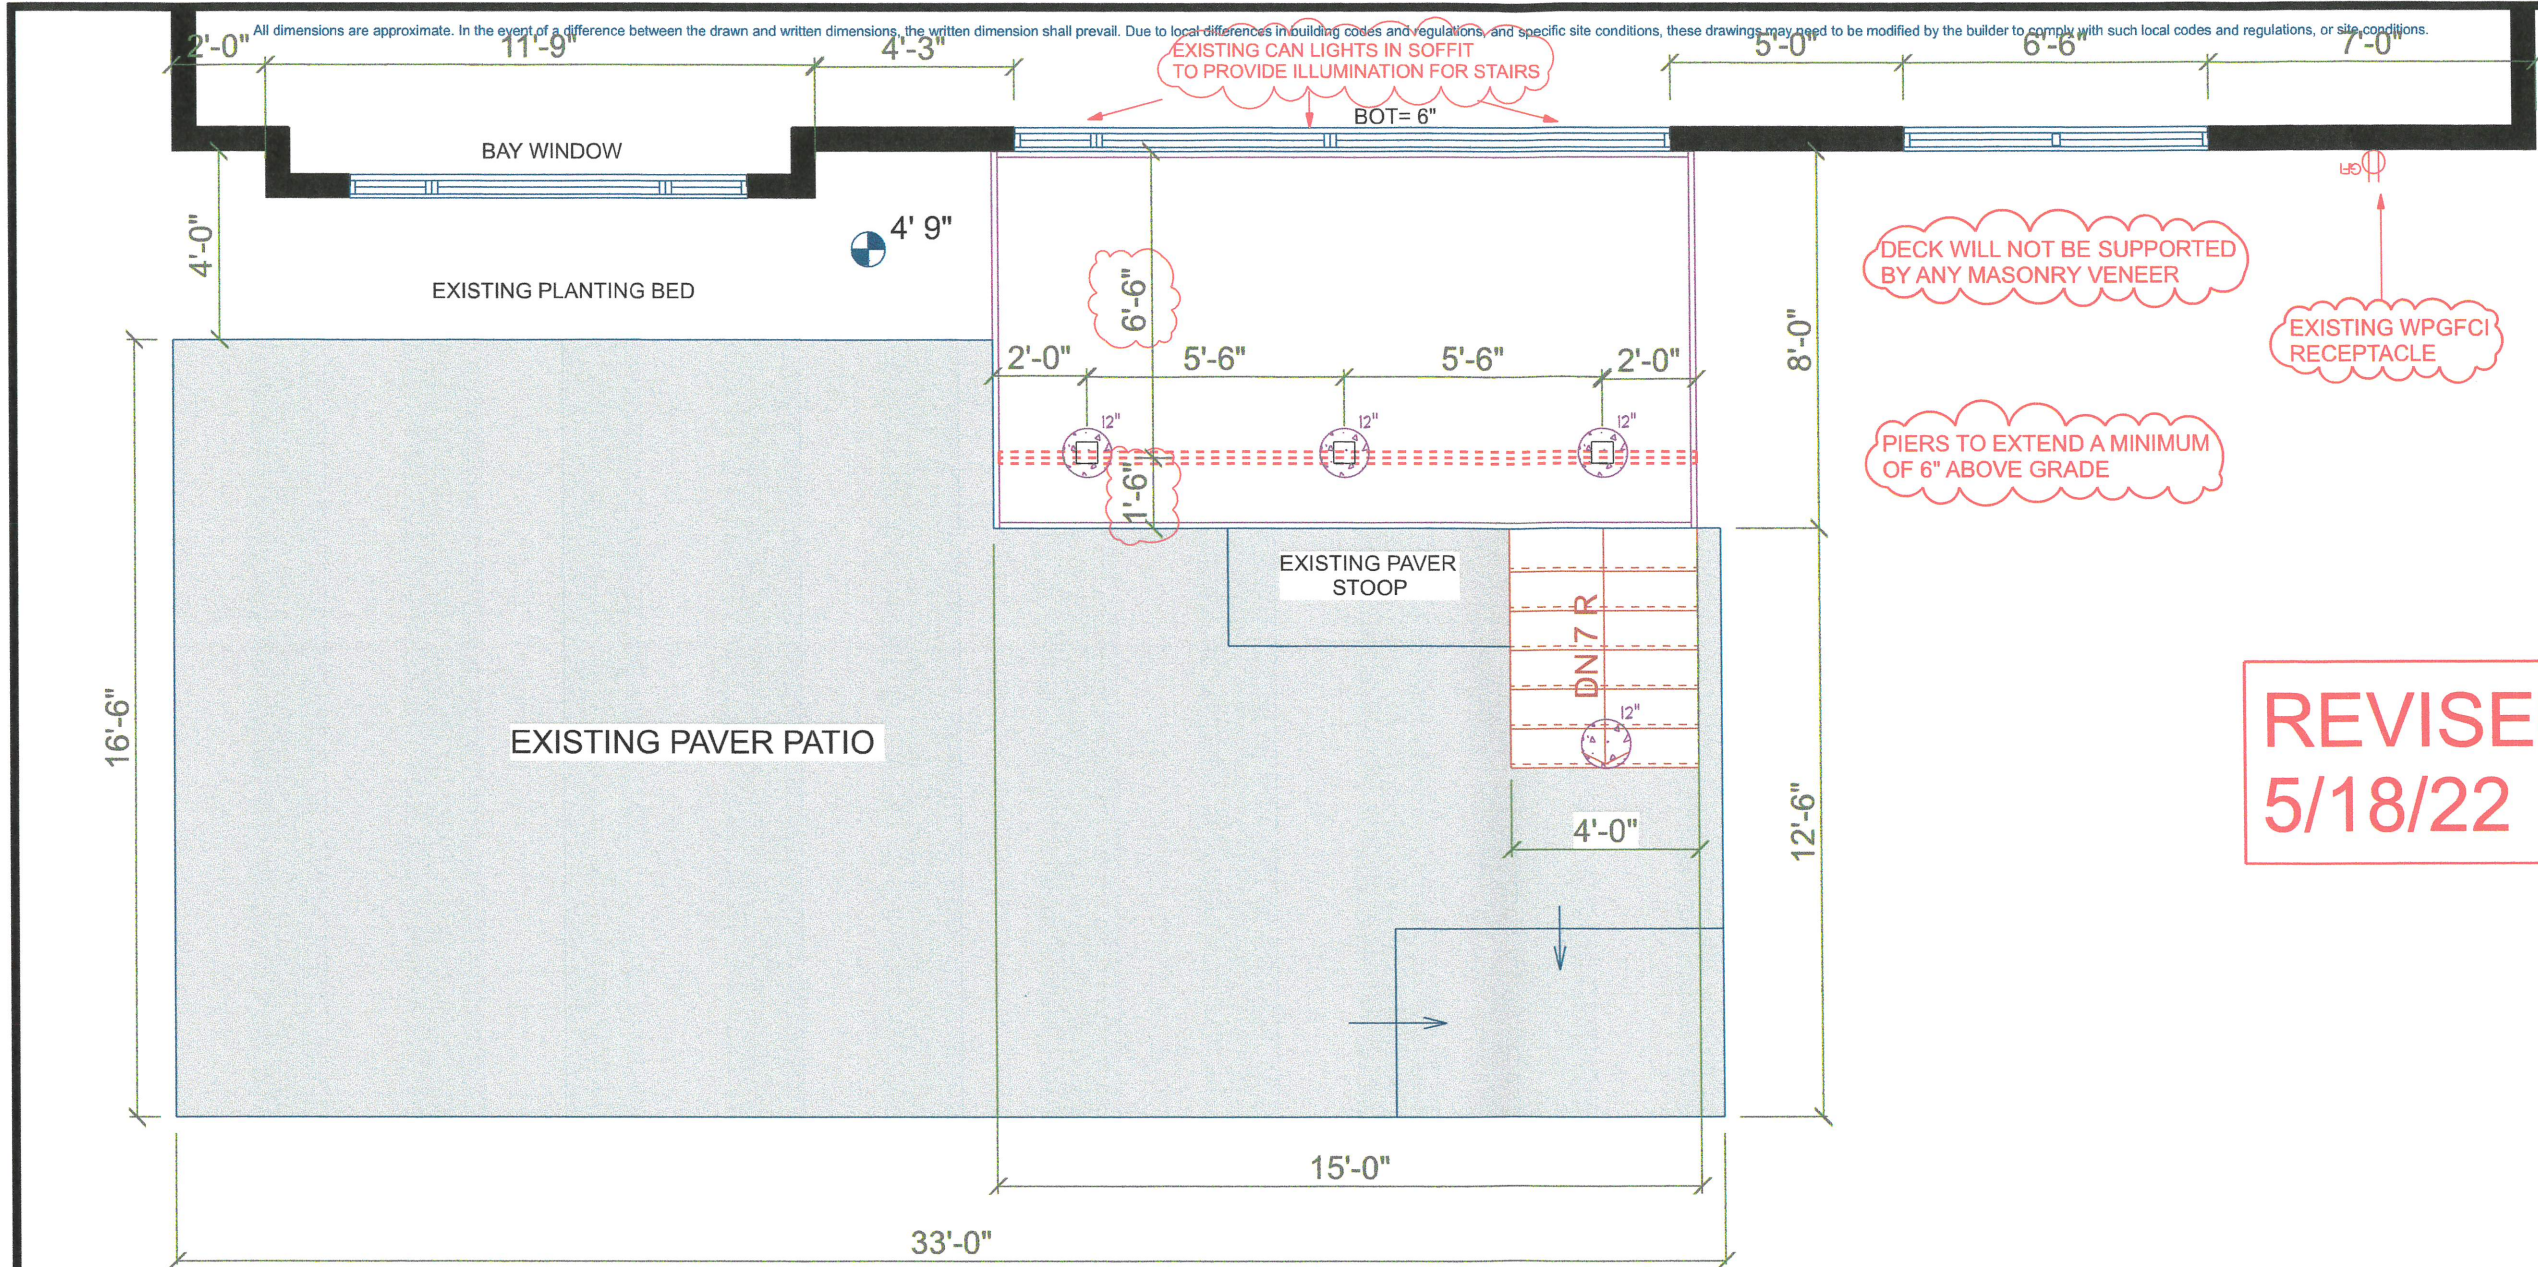 All dimensions are approximate. In the event of a difference between the drawn and written dimensions, the written dimension shall prevail. Due to local differences in building codes and regulations, and specific site conditions, these drawings may need to be modified by the builder to comply with such local codes and regulations, or site conditions.
2'-0"
11'-9"
4'-3"
5'-0"
6'-6"
7'-0"
EXISTING CAN LIGHTS IN SOFFIT
TO PROVIDE ILLUMINATION FOR STAIRS
BOT= 6"
BAY WINDOW
GFI
4'-0"
4' 9"
EXISTING PLANTING BED
6'-6"
DECK WILL NOT BE SUPPORTED
BY ANY MASONRY VENEER
8'-0"
EXISTING WPGFCI
RECEPTACLE
2'-0"
5'-6"
5'-6"
2'-0"
12"
12"
12"
1'-6"
PIERS TO EXTEND A MINIMUM
OF 6" ABOVE GRADE
EXISTING PAVER
STOOP
DN 7 R
12"
16'-6"
EXISTING PAVER PATIO
REVISE
5/18/22
4'-0"
12'-6"
15'-0"
33'-0"